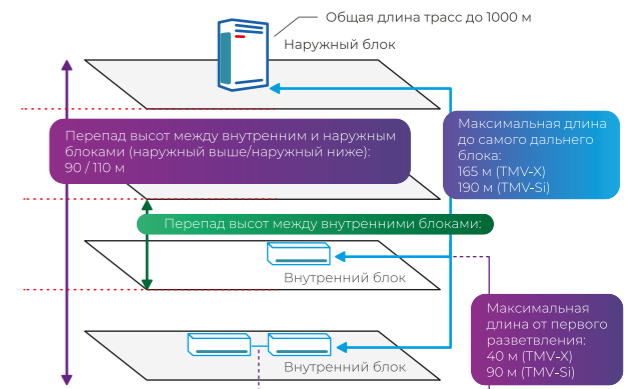 Общая длина трасс до 1000 м
Наружный блок
Максимальная длина
до самого дальнего
блока:
165 м (TMV-X)
190 м (TMV-Si)
Перепад высот между внутренним и наружным
блоками (наружный выше/наружный ниже):
90 / 110 м
Перепад высот между внутренними блоками:
Внутренний блок
Максимальная
длина от первого
разветвления:
40 м (TMV-X)
90 м (TMV-Si)
Внутренний блок